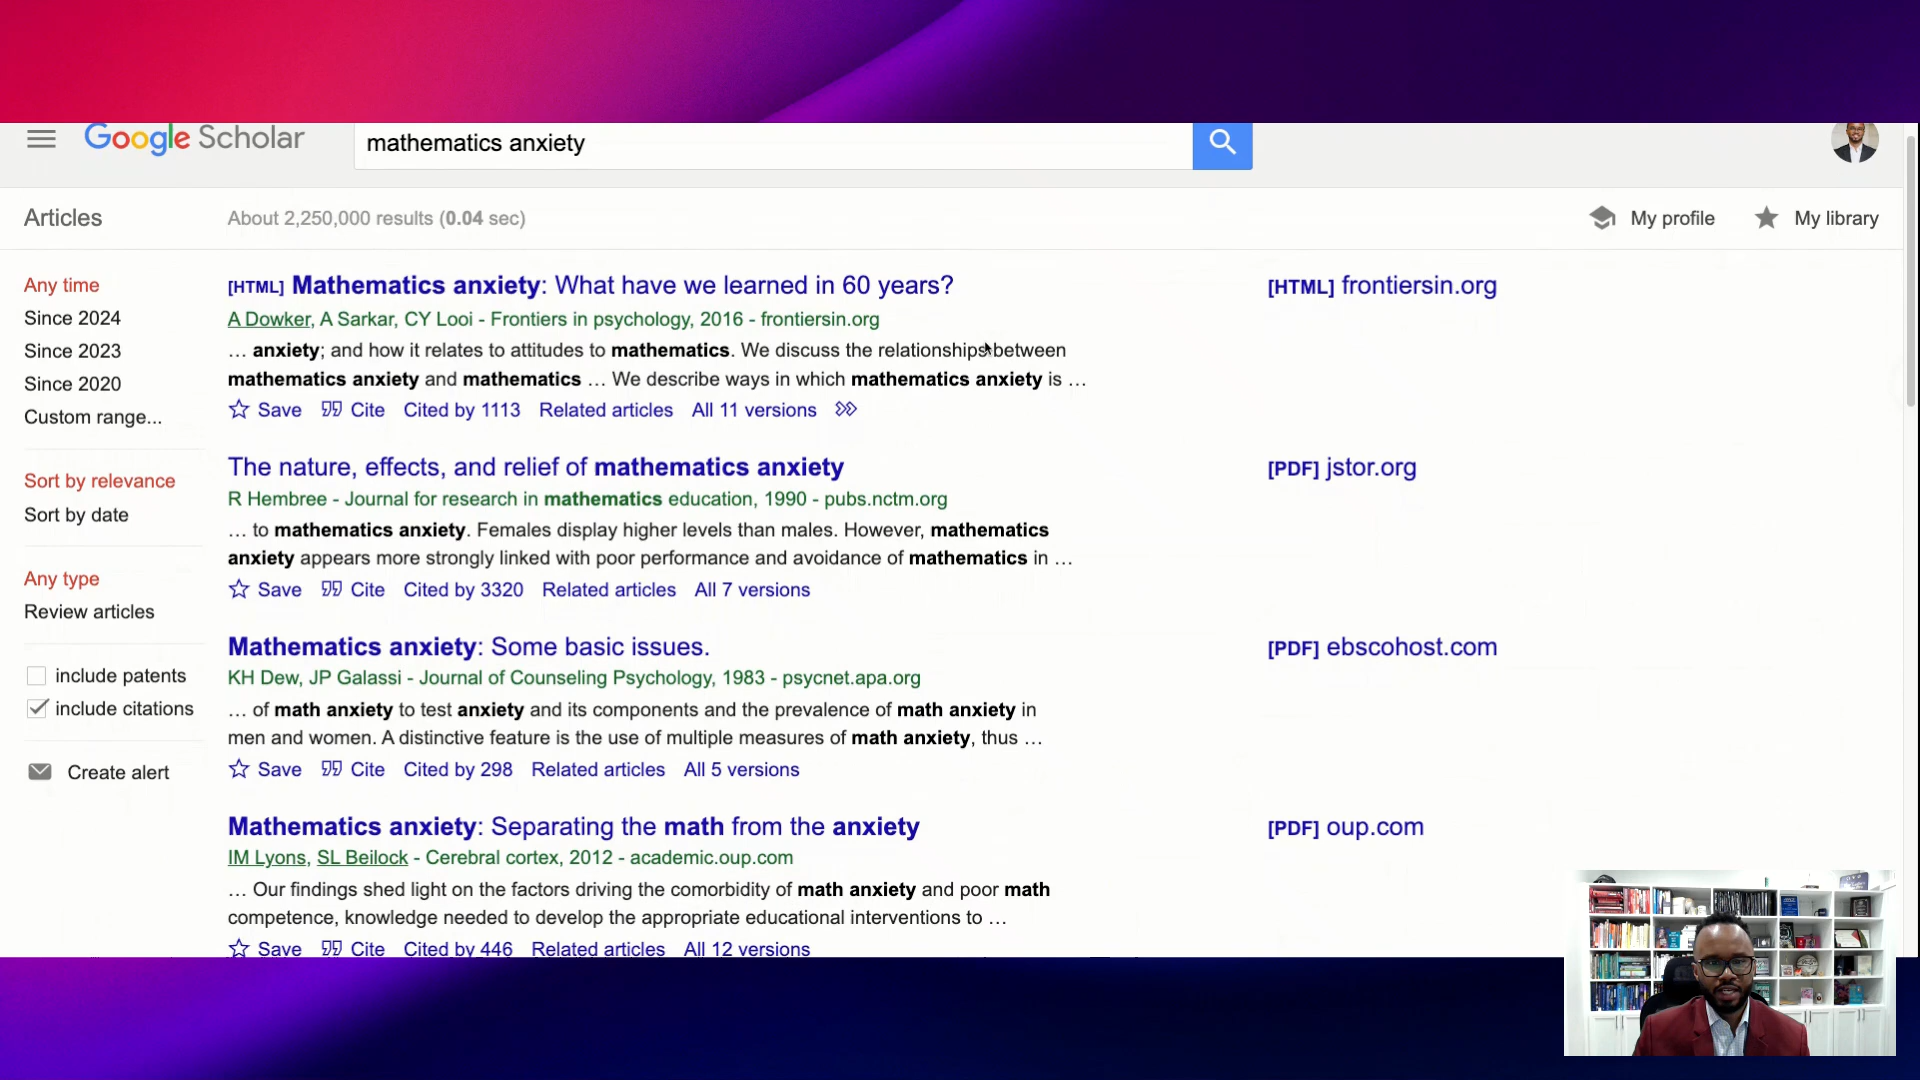 Google Scholar
mathematics anxiety
Articles
About 2,250,000 results (0.04 sec)
My profile
My library
Any time
Since 2024
Since 2023
Since 2020
Custom range...
Sort by relevance
Sort by date
Any type
Review articles
include patents
include citations
Create alert
[HTML] Mathematics anxiety: What have we learned in 60 years?
A Dowker, A Sarkar, CY Looi - Frontiers in psychology, 2016 - frontiersin.org
… anxiety; and how it relates to attitudes to mathematics. We discuss the relationships between
mathematics anxiety and mathematics … We describe ways in which mathematics anxiety is …
Save Cite Cited by 1113 Related articles All 11 versions
[HTML] frontiersin.org
The nature, effects, and relief of mathematics anxiety
R Hembree - Journal for research in mathematics education, 1990 - pubs.nctm.org
… to mathematics anxiety. Females display higher levels than males. However, mathematics
anxiety appears more strongly linked with poor performance and avoidance of mathematics in …
Save Cite Cited by 3320 Related articles All 7 versions
[PDF] jstor.org
Mathematics anxiety: Some basic issues.
KH Dew, JP Galassi - Journal of Counseling Psychology, 1983 - psycnet.apa.org
… of math anxiety to test anxiety and its components and the prevalence of math anxiety in
men and women. A distinctive feature is the use of multiple measures of math anxiety, thus …
Save Cite Cited by 298 Related articles All 5 versions
[PDF] ebscohost.com
Mathematics anxiety: Separating the math from the anxiety
IM Lyons, SL Beilock - Cerebral cortex, 2012 - academic.oup.com
… Our findings shed light on the factors driving the comorbidity of math anxiety and poor math
competence, knowledge needed to develop the appropriate educational interventions to …
Save Cite Cited by 446 Related articles All 12 versions
[PDF] oup.com